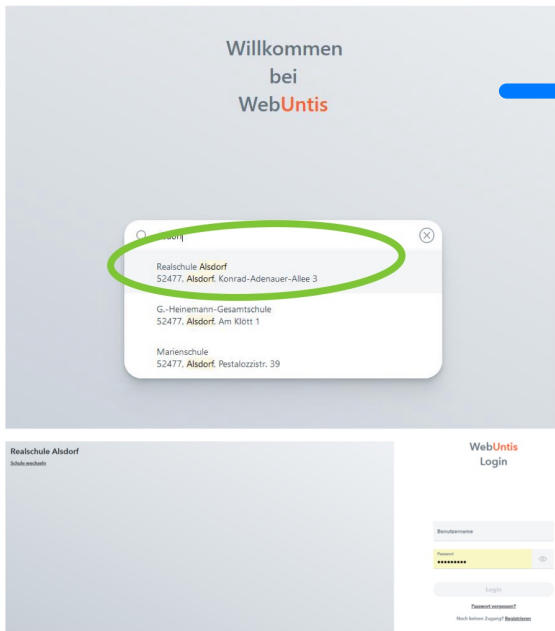 Willkommen
bei
WebUntis
Realschule Alsdorf
52477, Alsdorf, Konrad-Adenauer-Allee 3
G.-Heinemann-Gesamtschule
52477, Alsdorf, Am Klött 1
Marienschule
52477, Alsdorf, Pestalozzistr. 39
Realschule Alsdorf
Schule wechseln
WebUntis
Login
Benutzername
Passwort
•••••••••
Login
Passwort vergessen?
Noch keinen Zugang? Registrieren